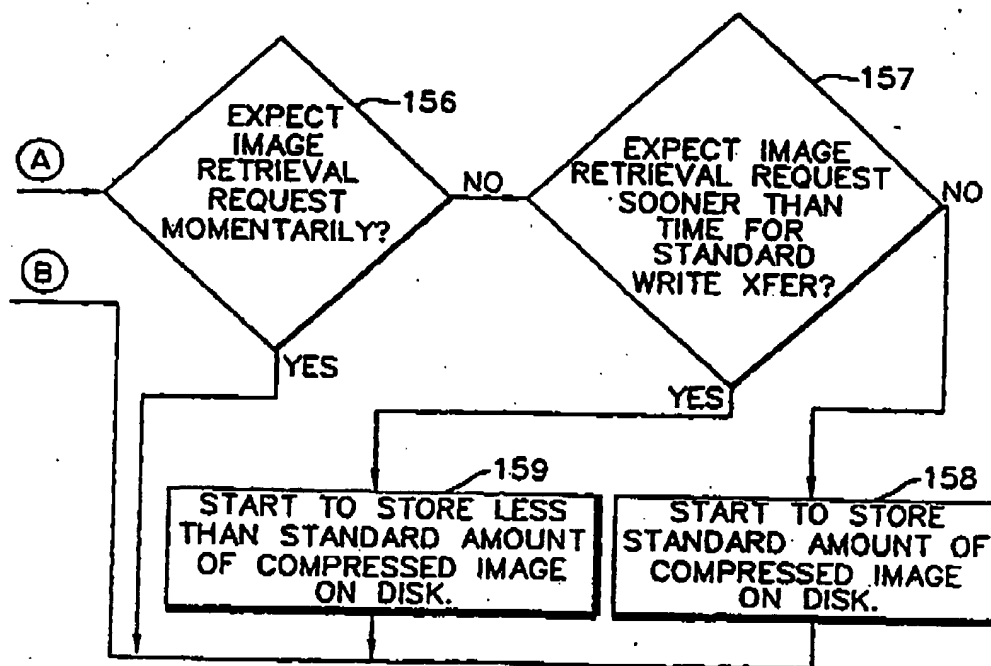 A
EXPECT
IMAGE
RETRIEVAL
REQUEST
MOMENTARILY?
156
NO
EXPECT IMAGE
RETRIEVAL REQUEST
SOONER THAN
TIME FOR
STANDARD
WRITE XFER?
157
NO
B
YES
YES
159
START TO STORE LESS
THAN STANDARD AMOUNT
OF COMPRESSED IMAGE
ON DISK.
158
START TO STORE
STANDARD AMOUNT OF
COMPRESSED IMAGE
ON DISK.